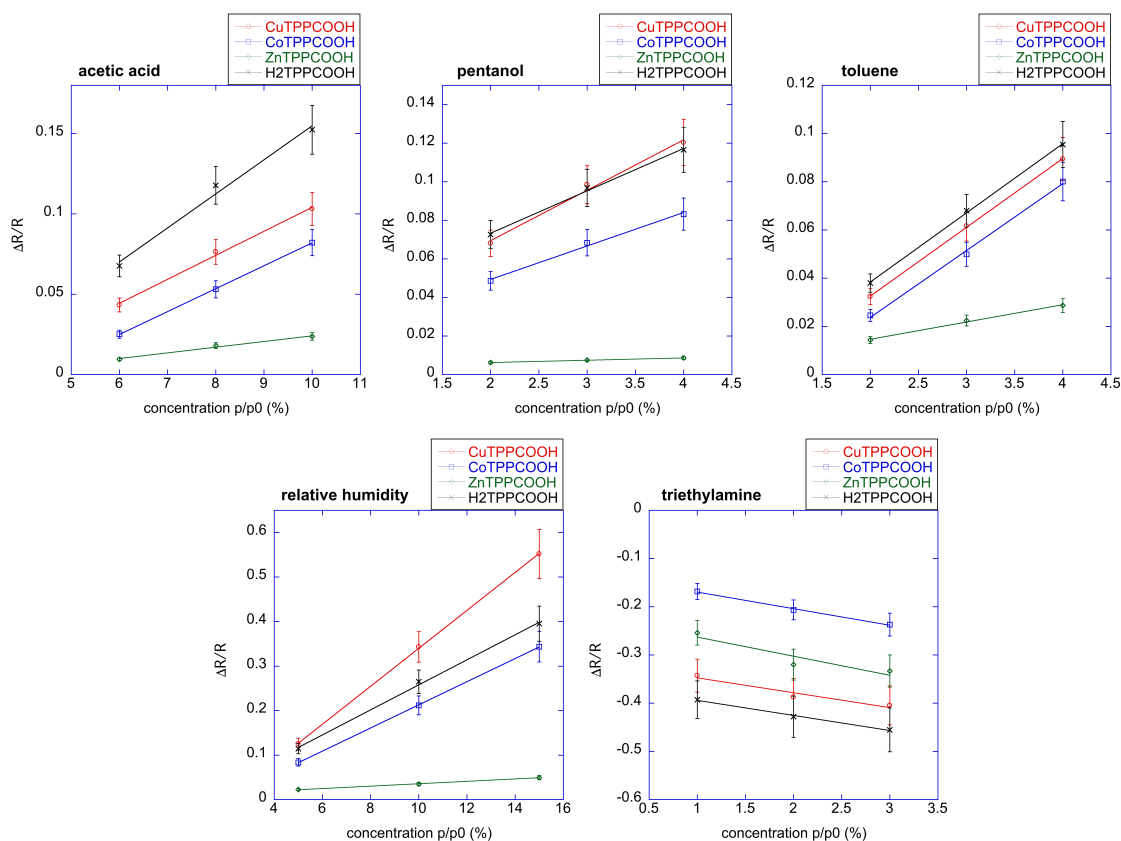 CuTPPCOOH
CoTPPCOOH
ZnTPPCOOH
H2TPPCOOH
acetic acid
0.15
0.1
0.05
0
ΔR/R
5 6 7 8 9 10 11
concentration p/p0 (%)
CuTPPCOOH
CoTPPCOOH
ZnTPPCOOH
H2TPPCOOH
pentanol
0.14
0.12
0.1
0.08
0.06
0.04
0.02
0
ΔR/R
1.5 2 2.5 3 3.5 4 4.5
concentration p/p0 (%)
CuTPPCOOH
CoTPPCOOH
ZnTPPCOOH
H2TPPCOOH
toluene
0.12
0.1
0.08
0.06
0.04
0.02
0
ΔR/R
1.5 2 2.5 3 3.5 4 4.5
concentration p/p0 (%)
CuTPPCOOH
CoTPPCOOH
ZnTPPCOOH
H2TPPCOOH
relative humidity
0.6
0.5
0.4
0.3
0.2
0.1
0
ΔR/R
4 6 8 10 12 14 16
concentration p/p0 (%)
CuTPPCOOH
CoTPPCOOH
ZnTPPCOOH
H2TPPCOOH
triethylamine
0
-0.1
-0.2
-0.3
-0.4
-0.5
-0.6
ΔR/R
0.5 1 1.5 2 2.5 3 3.5
concentration p/p0 (%)